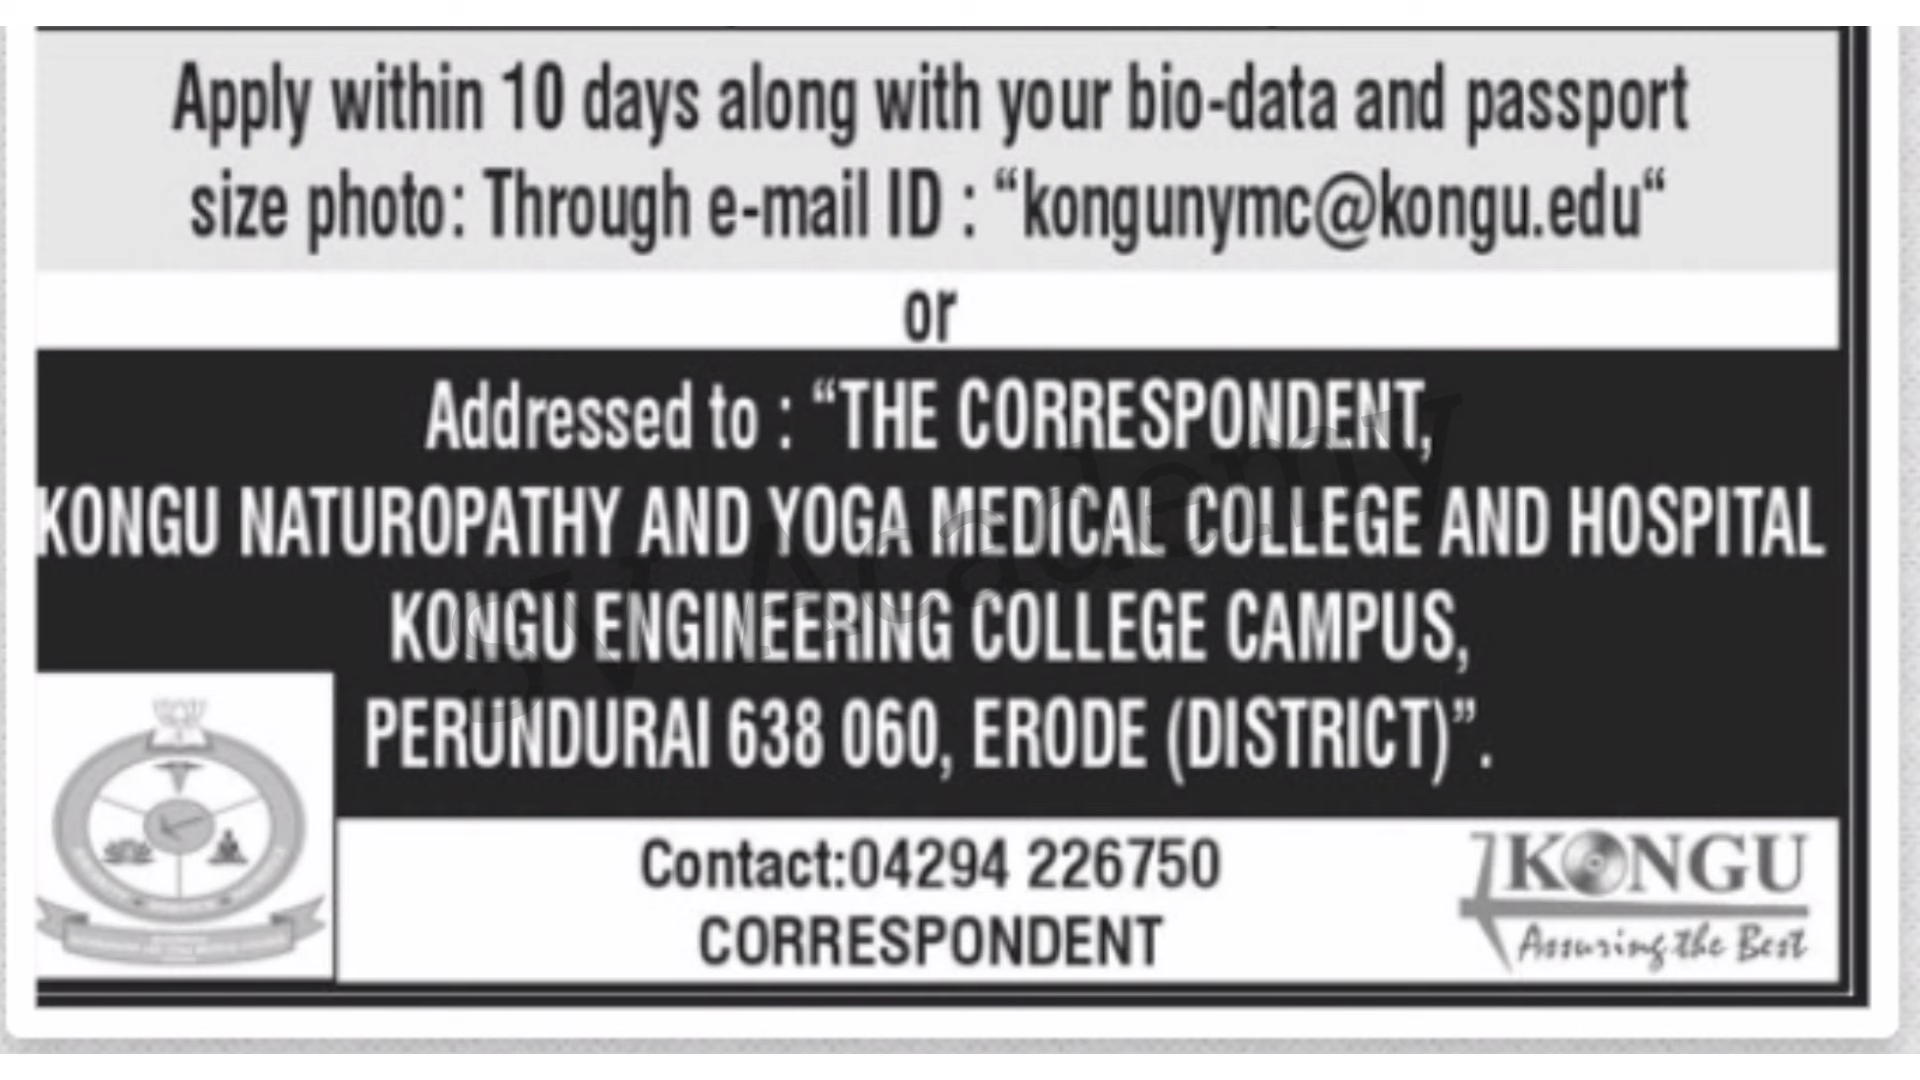 Apply within 10 days along with your bio-data and passport
size photo: Through e-mail ID : “kongunymc@kongu.edu“
or
Addressed to : “THE CORRESPONDENT,
KONGU NATUROPATHY AND YOGA MEDICAL COLLEGE AND HOSPITAL
KONGU ENGINEERING COLLEGE CAMPUS,
PERUNDURAI 638 060, ERODE (DISTRICT)”.
Contact:04294 226750
CORRESPONDENT
KONGU
Assuring the Best
SV Academy